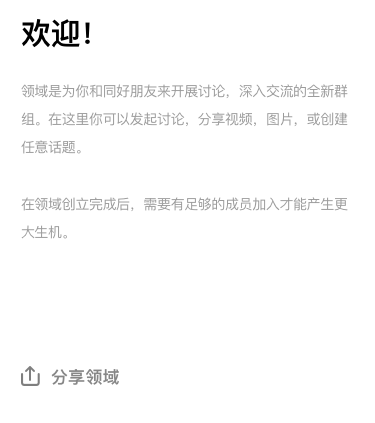 欢迎!
领域是为你和同好朋友来开展讨论，深入交流的全新群
组。在这里你可以发起讨论，分享视频，图片，或创建
任意话题。
在领域创立完成后，需要有足够的成员加入才能产生更
大生机。
分享领域